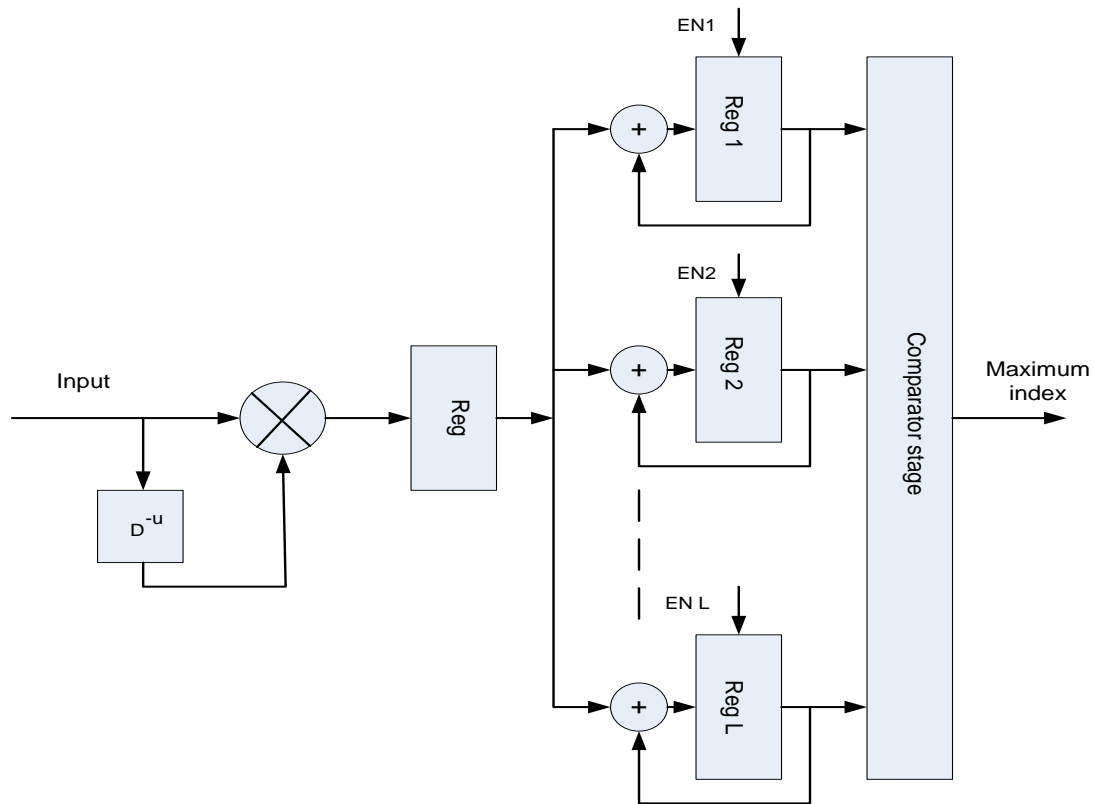 EN1
Reg 1
+
EN2
Reg 2
+
Input
D-u
Reg
Comparator stage
Maximum
index
EN L
Reg L
+